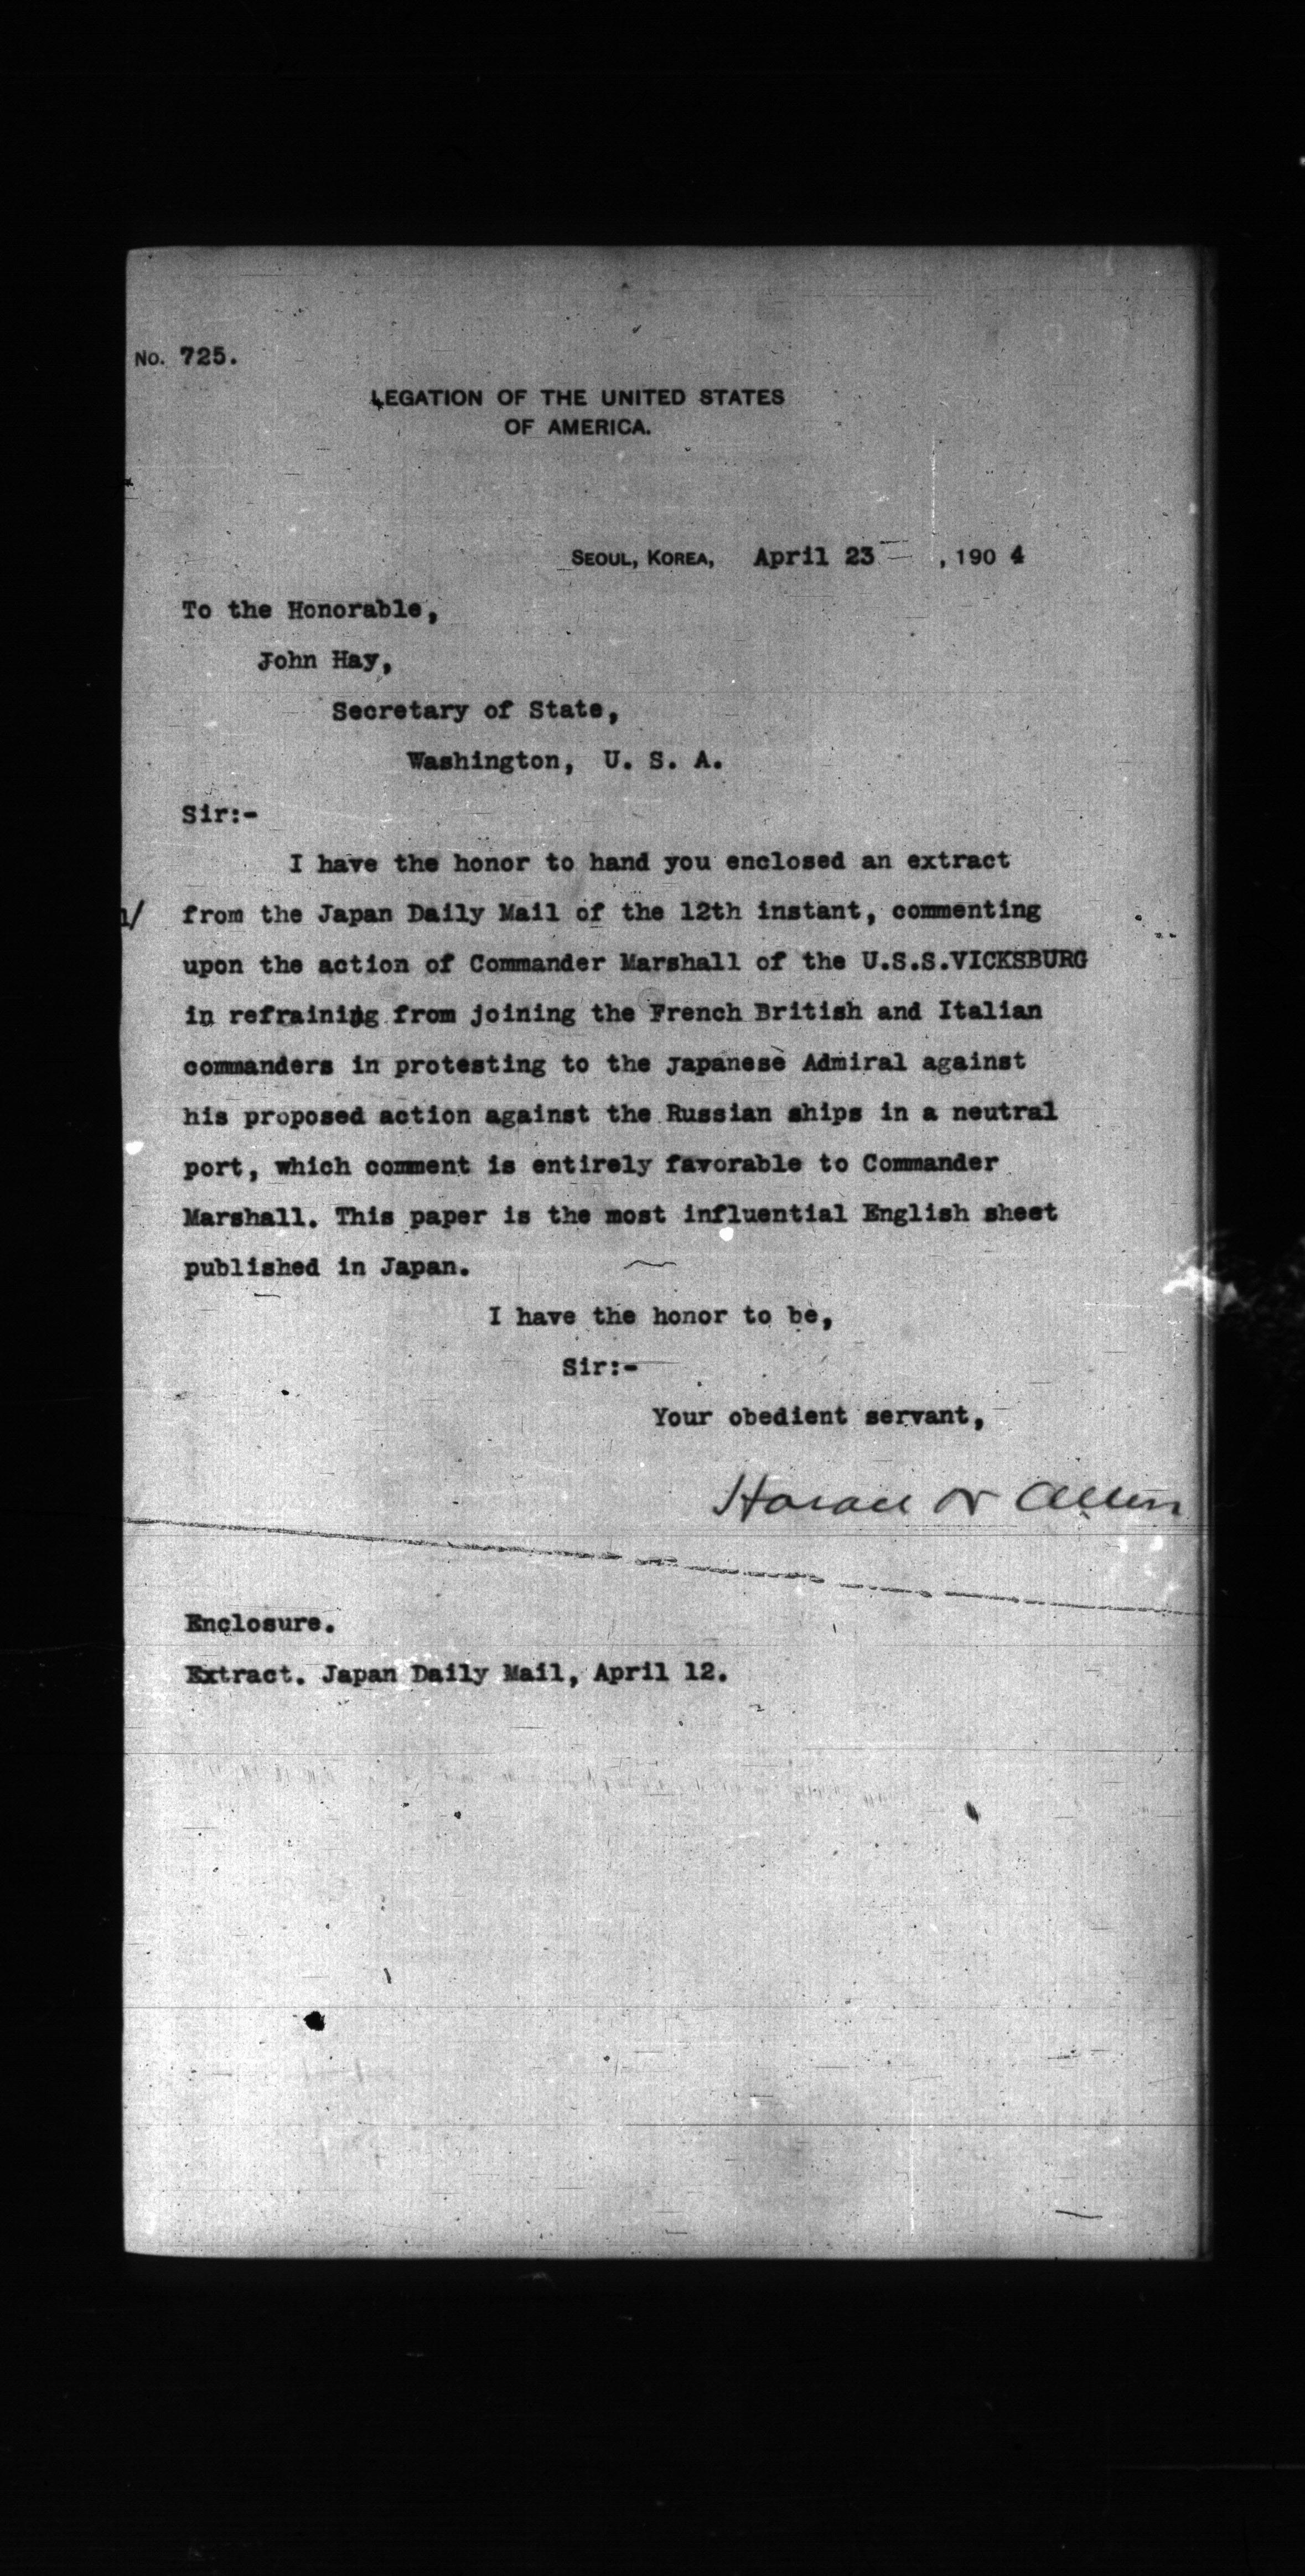 No. 725.
LEGATION OF THE UNITED STATES
OF AMERICA.
SEOUL, KOREA, April 23 , 190 4
To the Honorable,
John Hay,
Secretary of State,
Washington, U. S. A.
Sir:-
I have the honor to hand you enclosed an extract
1/ from the Japan Daily Mail of the 12th instant, commenting
upon the action of Commander Marshall of the U.S.S.VICKSBURG
in refraining from joining the French British and Italian
commanders in protesting to the Japanese Admiral against
his proposed action against the Russian ships in a neutral
port, which comment is entirely favorable to Commander
Marshall. This paper is the most influential English sheet
published in Japan.
I have the honor to be,
Sir:-
Your obedient servant,
Horace N Allen
Enclosure.
Extract. Japan Daily Mail, April 12.